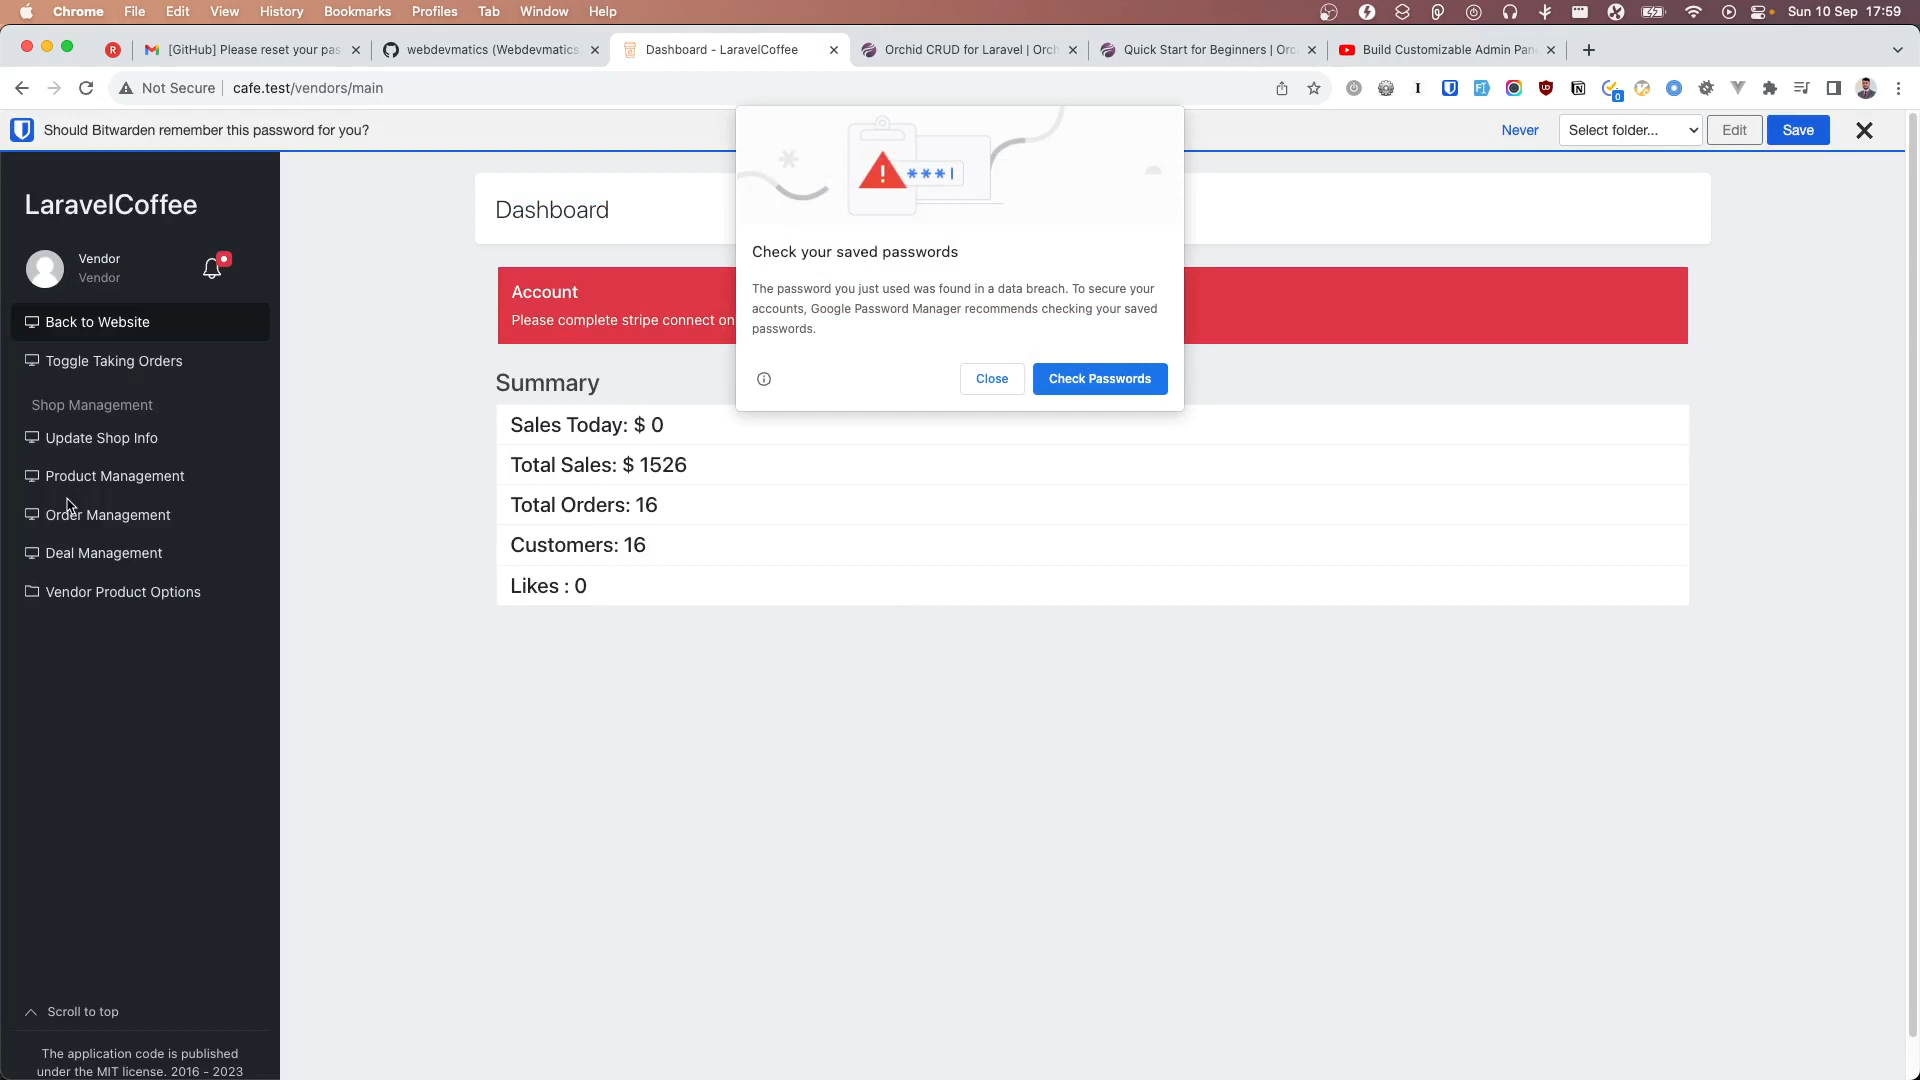 Chrome File Edit View History Bookmarks Profiles Tab Window Help Sun 10 Sep 17:59
[GitHub] Please reset your pas webdevmatics (Webdevmatics Dashboard - LaravelCoffee Orchid CRUD for Laravel | Orch Quick Start for Beginners | Orc Build Customizable Admin Pan
Not Secure cafe.test/vendors/main
Should Bitwarden remember this password for you? Never Select folder... Edit Save
LaravelCoffee
Vendor
Vendor
Back to Website
Toggle Taking Orders
Shop Management
Update Shop Info
Product Management
Order Management
Deal Management
Vendor Product Options
Scroll to top
The application code is published
under the MIT license. 2016 - 2023
Dashboard
Account
Please complete stripe connect on
Check your saved passwords
The password you just used was found in a data breach. To secure your
accounts, Google Password Manager recommends checking your saved
passwords.
Close Check Passwords
Summary
Sales Today: $ 0
Total Sales: $ 1526
Total Orders: 16
Customers: 16
Likes : 0